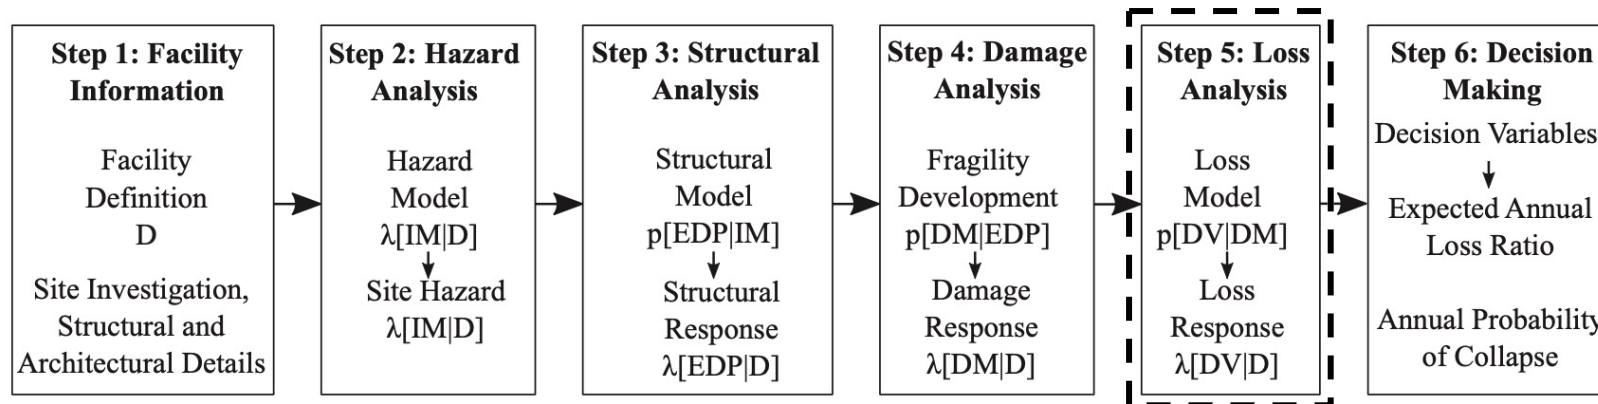 Step 1: Facility
Information
Facility
Definition
D
Site Investigation,
Structural and
Architectural Details
Step 2: Hazard
Analysis
Hazard
Model
λ[IM|D]
Site Hazard
λ[IM|D]
Step 3: Structural
Analysis
Structural
Model
p[EDP|IM]
Structural
Response
λ[EDP|D]
Step 4: Damage
Analysis
Fragility
Development
p[DM|EDP]
Damage
Response
λ[DM|D]
Step 5: Loss
Analysis
Loss
Model
p[DV|DM]
Loss
Response
λ[DV|D]
Step 6: Decision
Making
Decision Variables
Expected Annual
Loss Ratio
Annual Probability
of Collapse